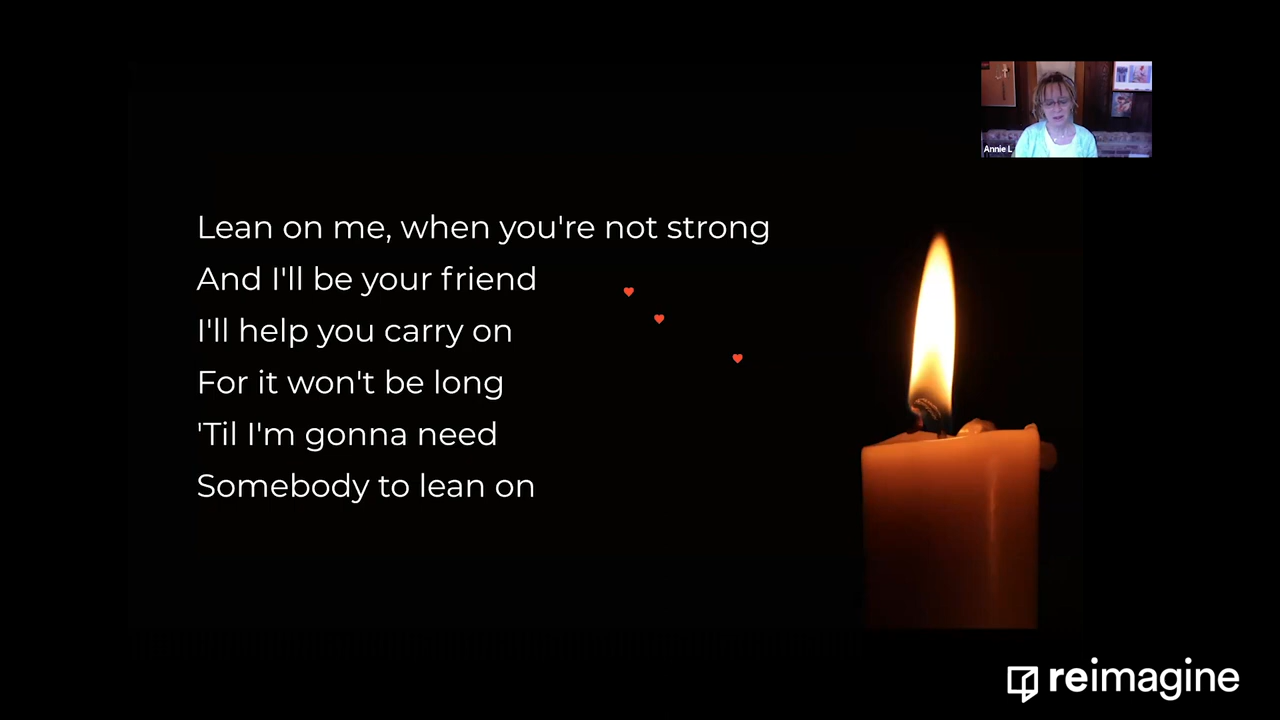 Annie L
Lean on me, when you're not strong
And I'll be your friend
I'll help you carry on
For it won't be long
'Til I'm gonna need
Somebody to lean on
reimagine